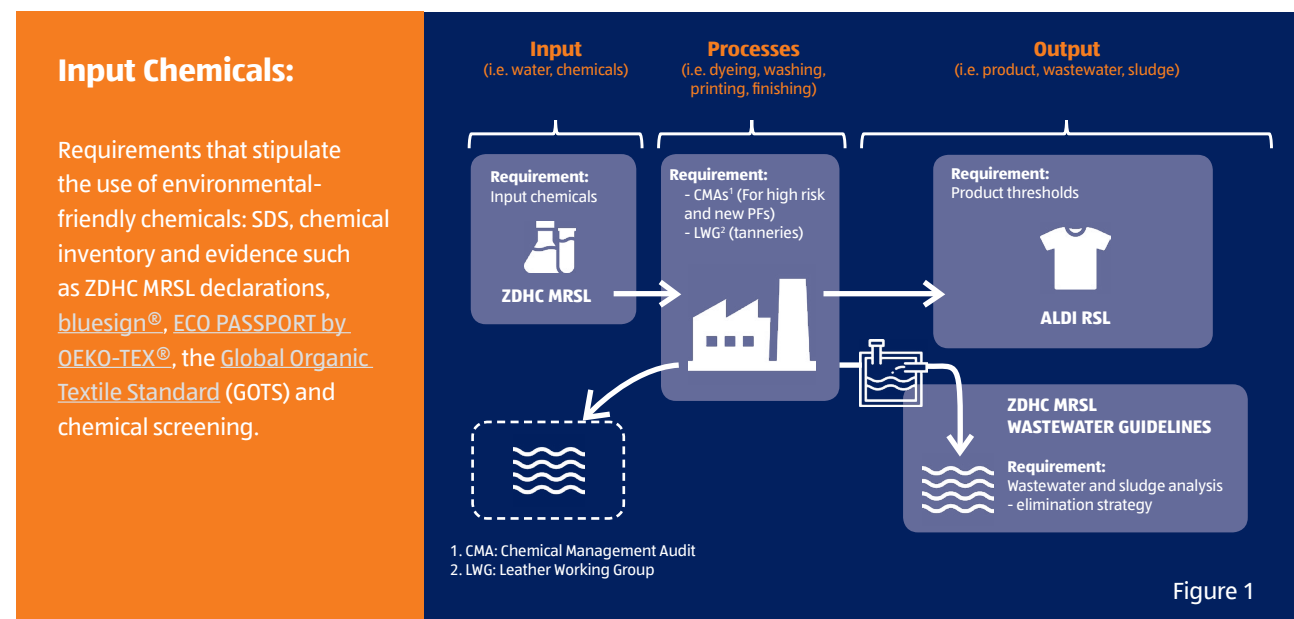 Input Chemicals:
Requirements that stipulate
the use of environmental-
friendly chemicals: SDS, chemical
inventory and evidence such
as ZDHC MRSL declarations,
bluesign®, ECO PASSPORT by
OEKO-TEX®, the Global Organic
Textile Standard (GOTS) and
chemical screening.
Input
(i.e. water, chemicals)
Processes
(i.e. dyeing, washing,
printing, finishing)
Output
(i.e. product, wastewater, sludge)
Requirement:
Input chemicals
ZDHC MRSL
Requirement:
- CMAs¹ (For high risk
and new PFs)
- LWG² (tanneries)
Requirement:
Product thresholds
ALDI RSL
ZDHC MRSL
WASTEWATER GUIDELINES
Requirement:
Wastewater and sludge analysis
- elimination strategy
1. CMA: Chemical Management Audit
2. LWG: Leather Working Group
Figure 1